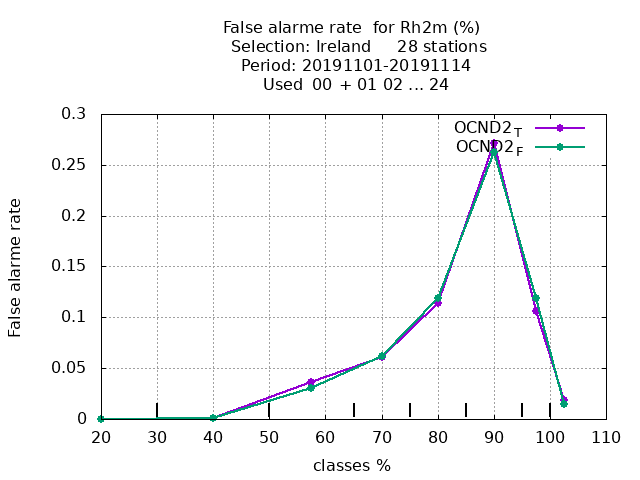 False alarme rate  for Rh2m (%)
Selection: Ireland     28 stations
Period: 20191101-20191114
Used  00 + 01 02 ... 24
OCND2T
OCND2F
0.3
0.25
0.2
0.15
0.1
0.05
0
False alarme rate
20 30 40 50 60 70 80 90 100 110
classes %